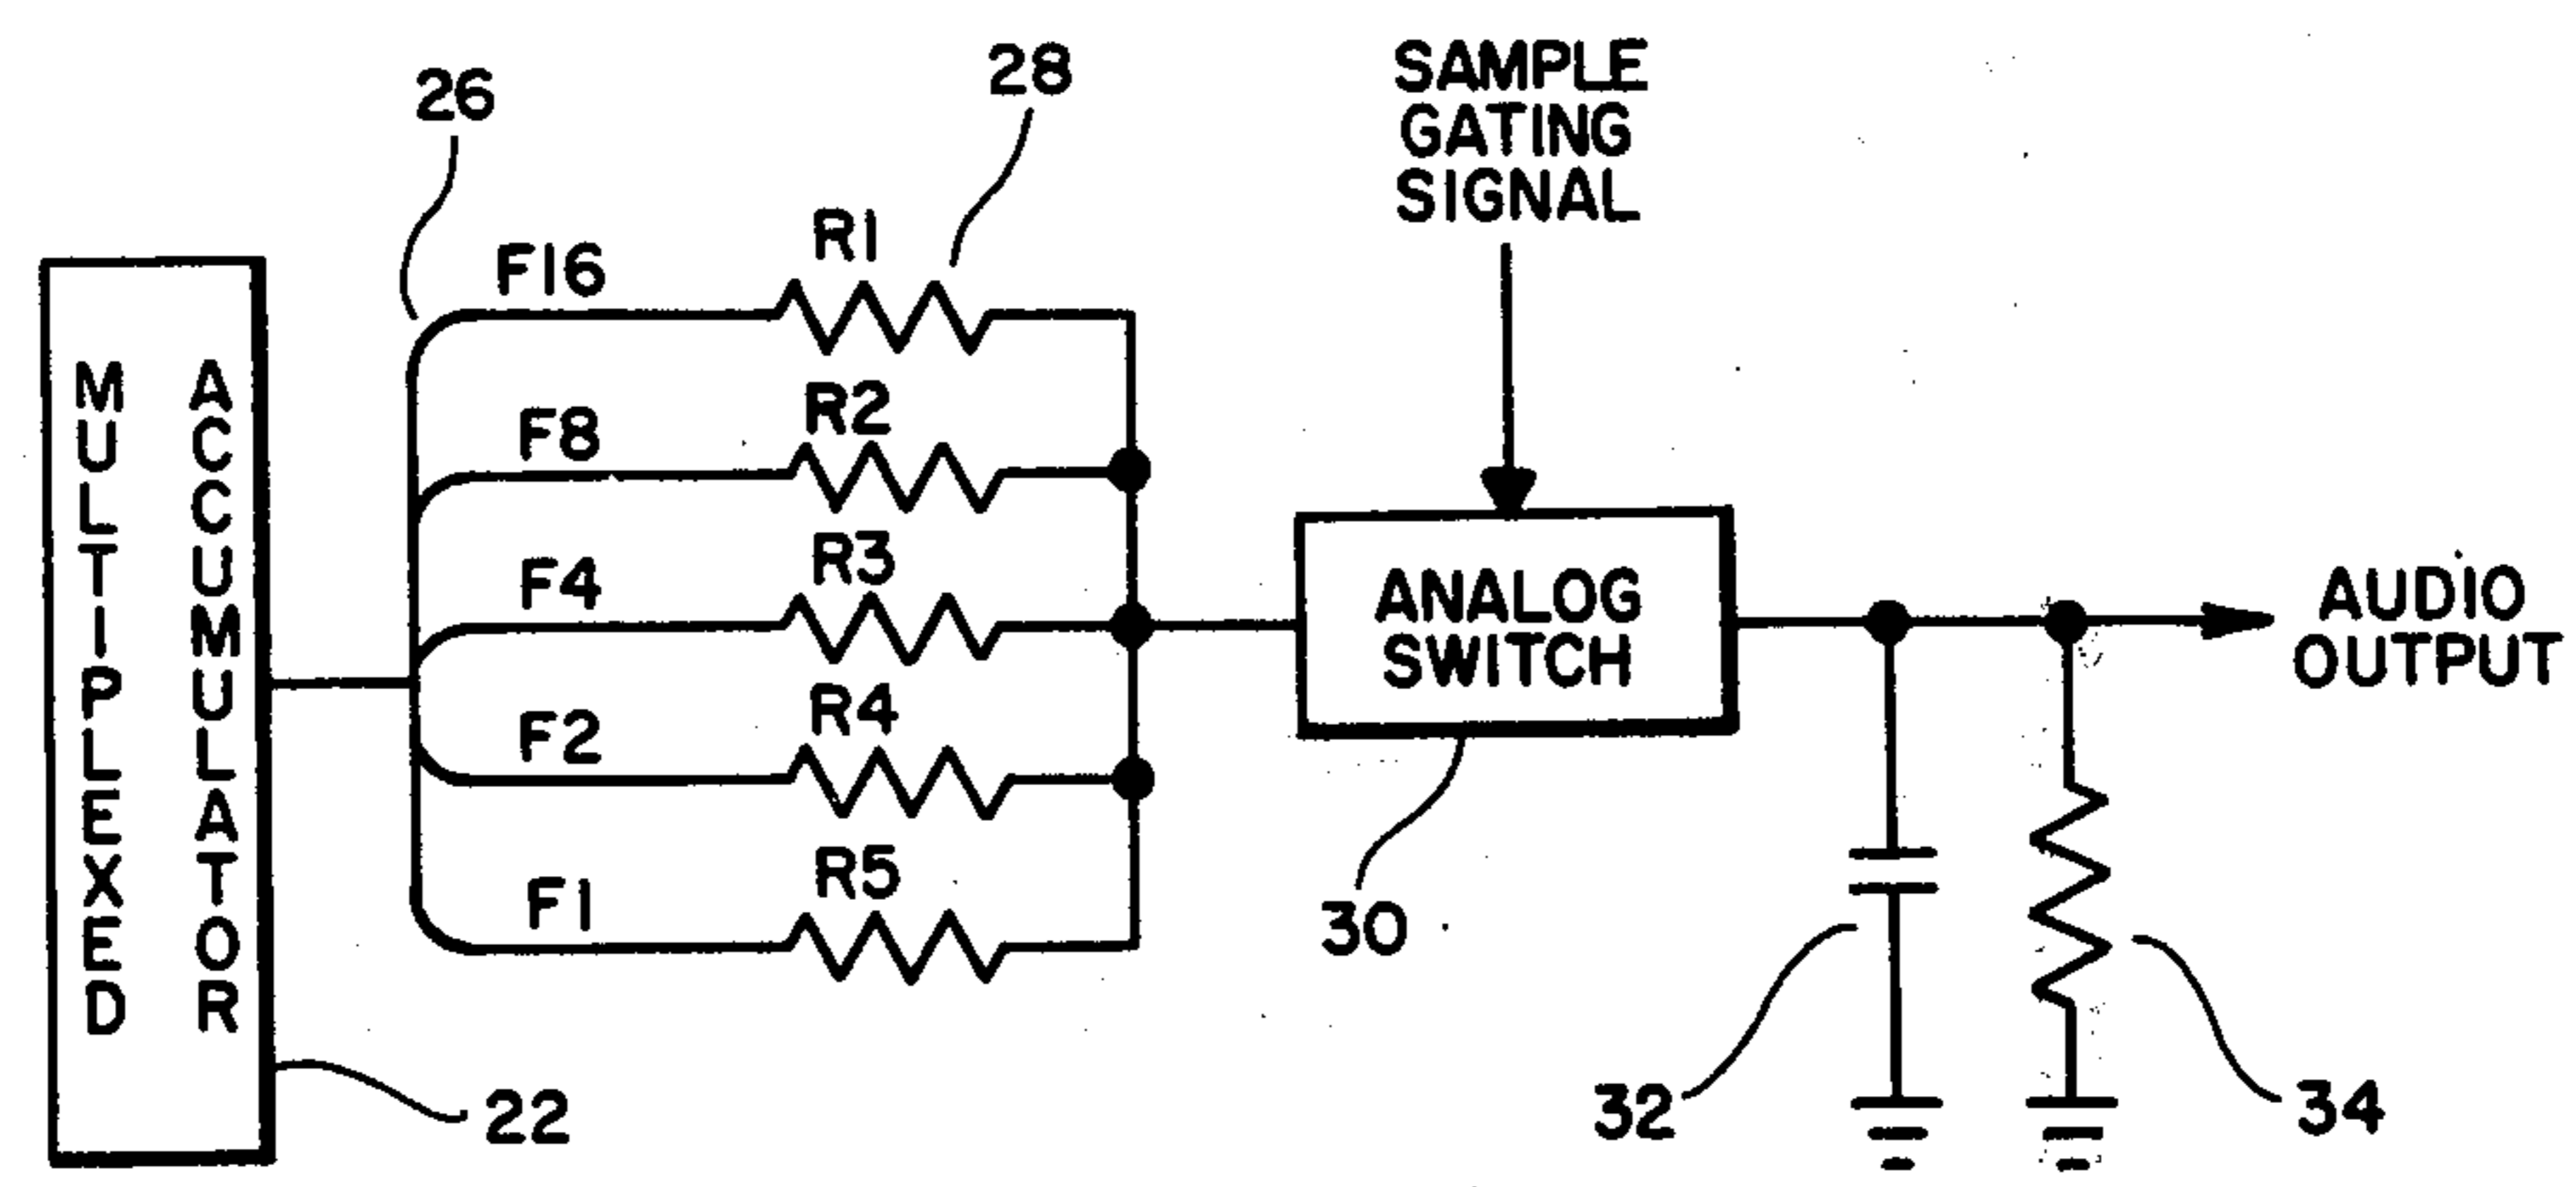 26
28
SAMPLE
GATING
SIGNAL
F16
R1
F8
R2
F4
R3
F2
R4
F1
R5
MULTIPLEXED
ACCUMULATOR
ANALOG
SWITCH
AUDIO
OUTPUT
30
22
32
34